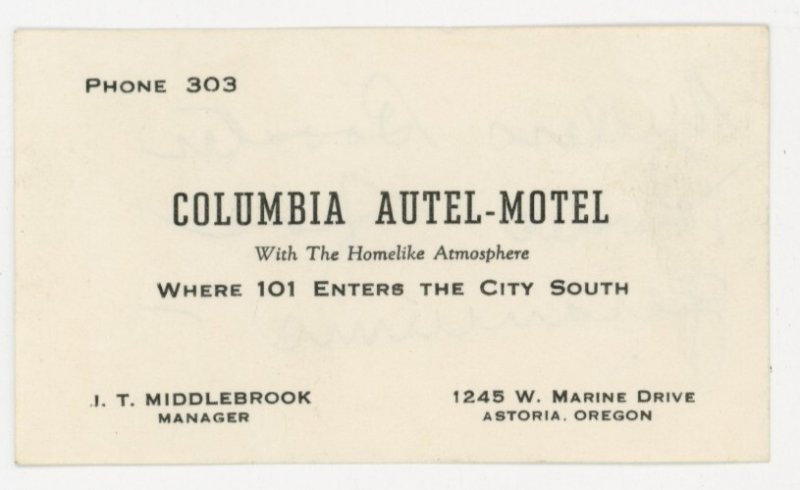 PHONE 303
COLUMBIA AUTEL-MOTEL
With The Homelike Atmosphere
WHERE 101 ENTERS THE CITY SOUTH
J. T. MIDDLEBROOK
MANAGER
1245 W. MARINE DRIVE
ASTORIA, OREGON